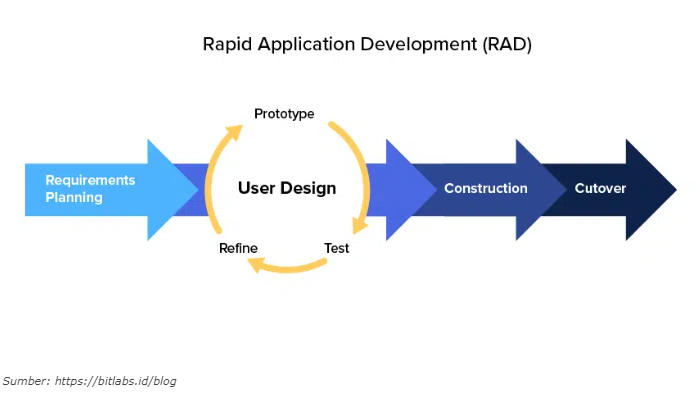 Rapid Application Development (RAD)
Prototype
Requirements
Planning
User Design
Construction
Cutover
Refine
Test
Sumber: https://bitlabs.id/blog